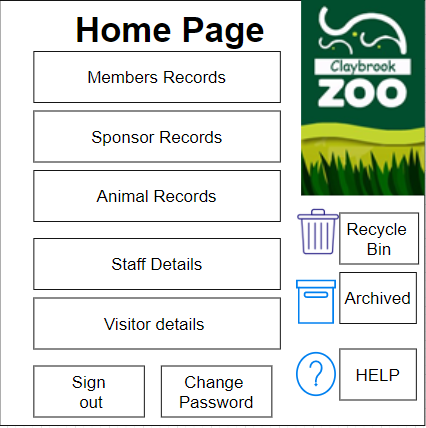 Home Page
Claybrook
ZOO
Members Records
Sponsor Records
Animal Records
Staff Details
Visitor details
Recycle
Bin
Archived
?
HELP
Sign
out
Change
Password